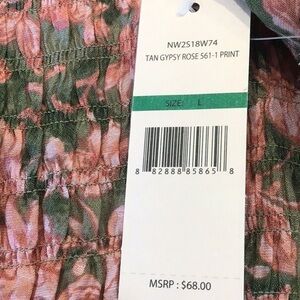 NW2S18W74
TAN GYPSY ROSE 561-1 PRINT
SIZE: L
8 82888 85865 8
MSRP : $68.00